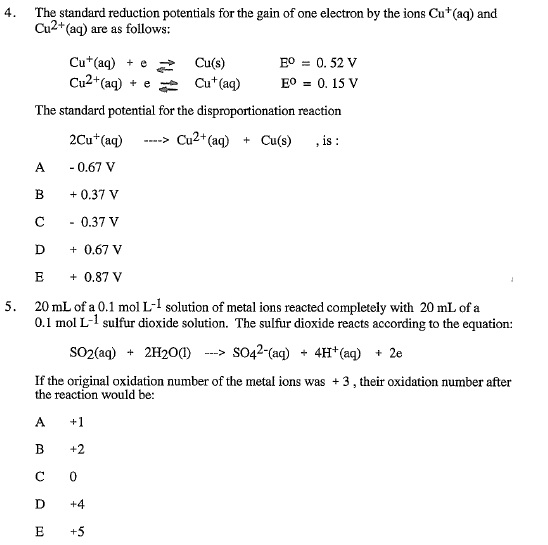 4. The standard reduction potentials for the gain of one electron by the ions Cu⁺(aq) and
Cu²⁺(aq) are as follows:
Cu⁺(aq) + e ⇌ Cu(s) Eº = 0. 52 V
Cu²⁺(aq) + e ⇌ Cu⁺(aq) Eº = 0. 15 V
The standard potential for the disproportionation reaction
2Cu⁺(aq) ----> Cu²⁺(aq) + Cu(s) , is :
A - 0.67 V
B + 0.37 V
C - 0.37 V
D + 0.67 V
E + 0.87 V
5. 20 mL of a 0.1 mol L⁻¹ solution of metal ions reacted completely with 20 mL of a
0.1 mol L⁻¹ sulfur dioxide solution. The sulfur dioxide reacts according to the equation:
SO2(aq) + 2H2O(l) ---> SO4²⁻(aq) + 4H⁺(aq) + 2e
If the original oxidation number of the metal ions was + 3 , their oxidation number after
the reaction would be:
A +1
B +2
C 0
D +4
E +5